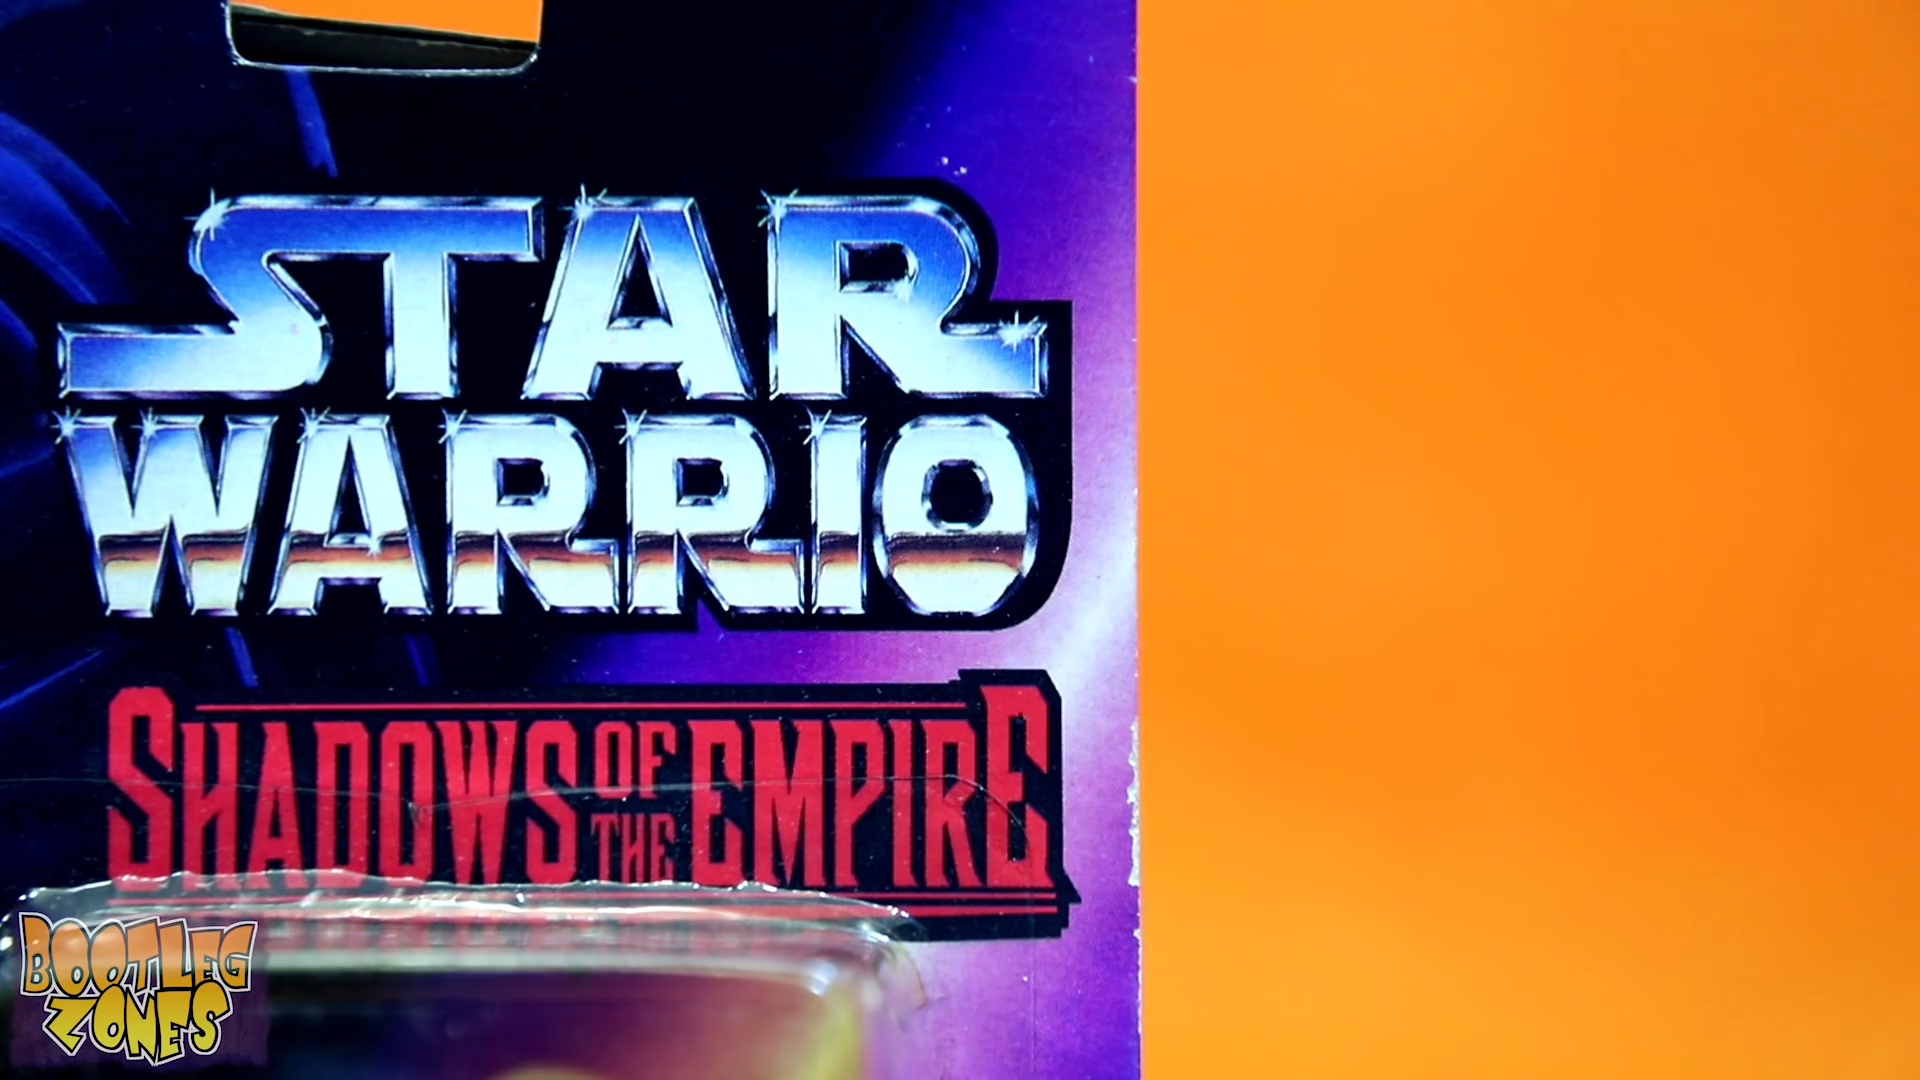 STAR
WARRIO
SHADOWS OF THE EMPIRE
BOOTLEG
ZONES